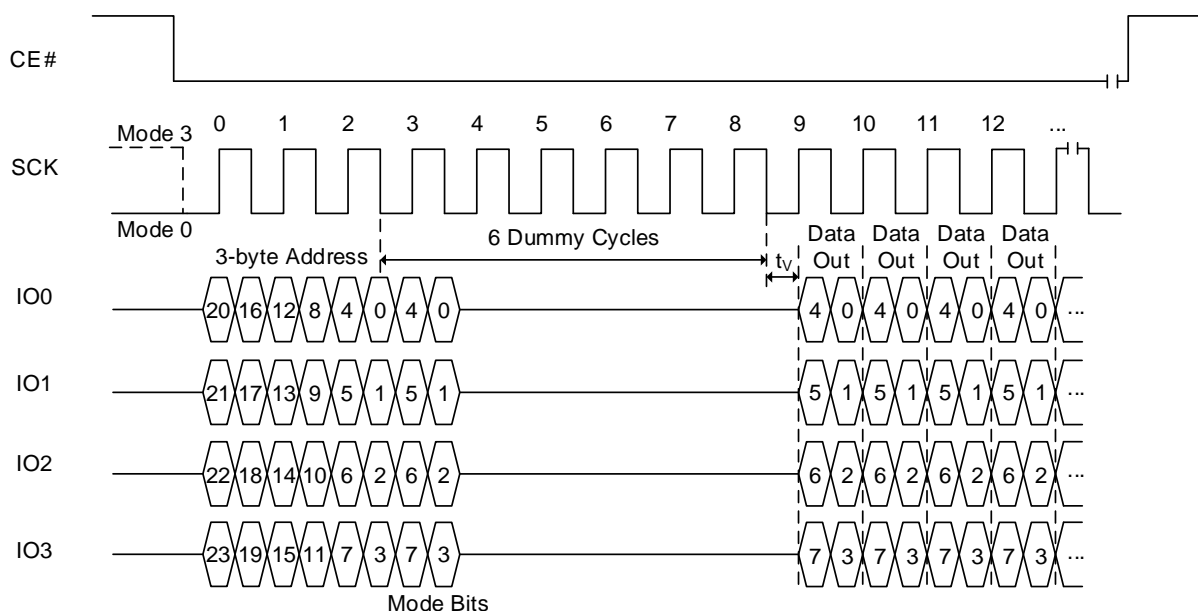 CE#
0 1 2 3 4 5 6 7 8 9 10 11 12 ...
Mode 3
SCK
Mode 0
6 Dummy Cycles
3-byte Address
tV
Data Out Data Out Data Out Data Out
IO0 20 16 12 8 4 0 4 0 4 0 4 0 4 0 4 0 ...
IO1 21 17 13 9 5 1 5 1 5 1 5 1 5 1 5 1 ...
IO2 22 18 14 10 6 2 6 2 6 2 6 2 6 2 6 2 ...
IO3 23 19 15 11 7 3 7 3 7 3 7 3 7 3 7 3 ...
Mode Bits